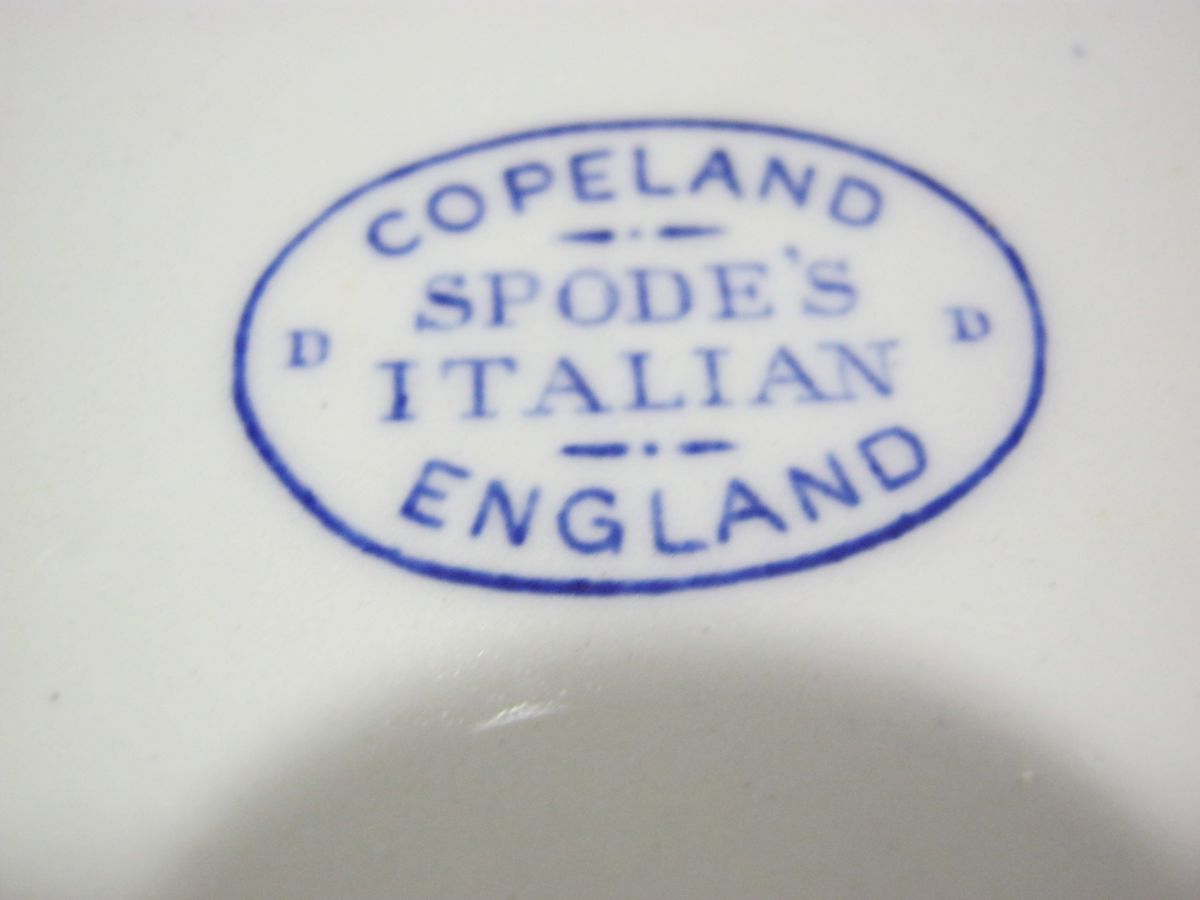 COPELAND
SPODE'S
D D
ITALIAN
ENGLAND